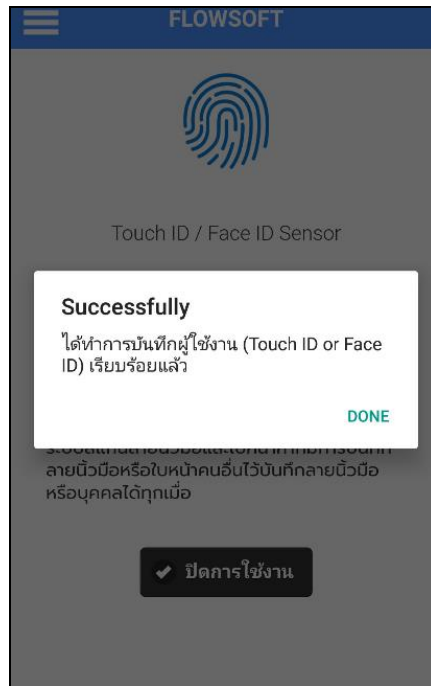 FLOWSOFT
Touch ID / Face ID Sensor
Successfully
ได้ทำการบันทึกผู้ใช้งาน (Touch ID or Face
ID) เรียบร้อยแล้ว
DONE
ลายนิ้วมือหรือใบหน้าคนอื่นไว้บันทึกลายนิ้วมือ
หรือบุคคลได้ทุกเมื่อ
ปิดการใช้งาน